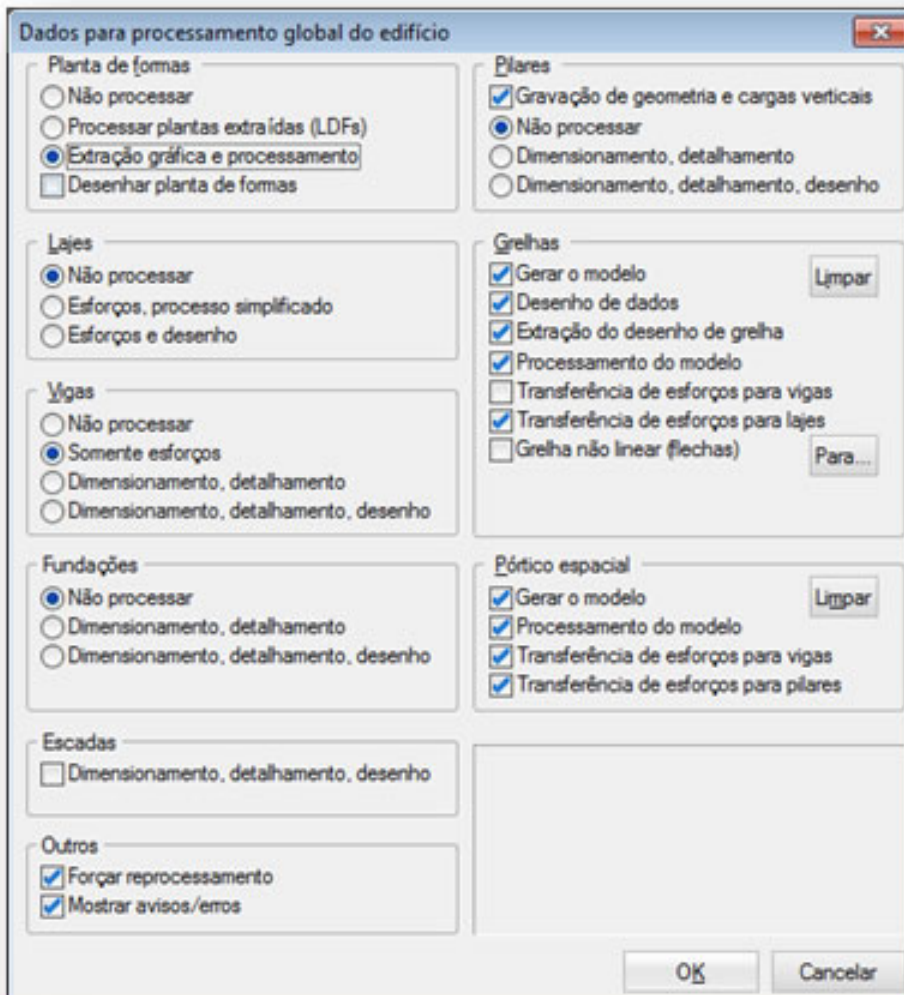 Dados para processamento global do edifício
Planta de formas
Não processar
Processar plantas extraídas (LDFs)
Extração gráfica e processamento
Desenhar planta de formas
Lajes
Não processar
Esforços, processo simplificado
Esforços e desenho
Vigas
Não processar
Somente esforços
Dimensionamento, detalhamento
Dimensionamento, detalhamento, desenho
Fundações
Não processar
Dimensionamento, detalhamento
Dimensionamento, detalhamento, desenho
Escadas
Dimensionamento, detalhamento, desenho
Outros
Forçar reprocessamento
Mostrar avisos/erros
Pilares
Gravação de geometria e cargas verticais
Não processar
Dimensionamento, detalhamento
Dimensionamento, detalhamento, desenho
Grelhas
Gerar o modelo
Limpar
Desenho de dados
Extração do desenho de grelha
Processamento do modelo
Transferência de esforços para vigas
Transferência de esforços para lajes
Grelha não linear (flechas)
Para...
Pórtico espacial
Gerar o modelo
Limpar
Processamento do modelo
Transferência de esforços para vigas
Transferência de esforços para pilares
OK
Cancelar